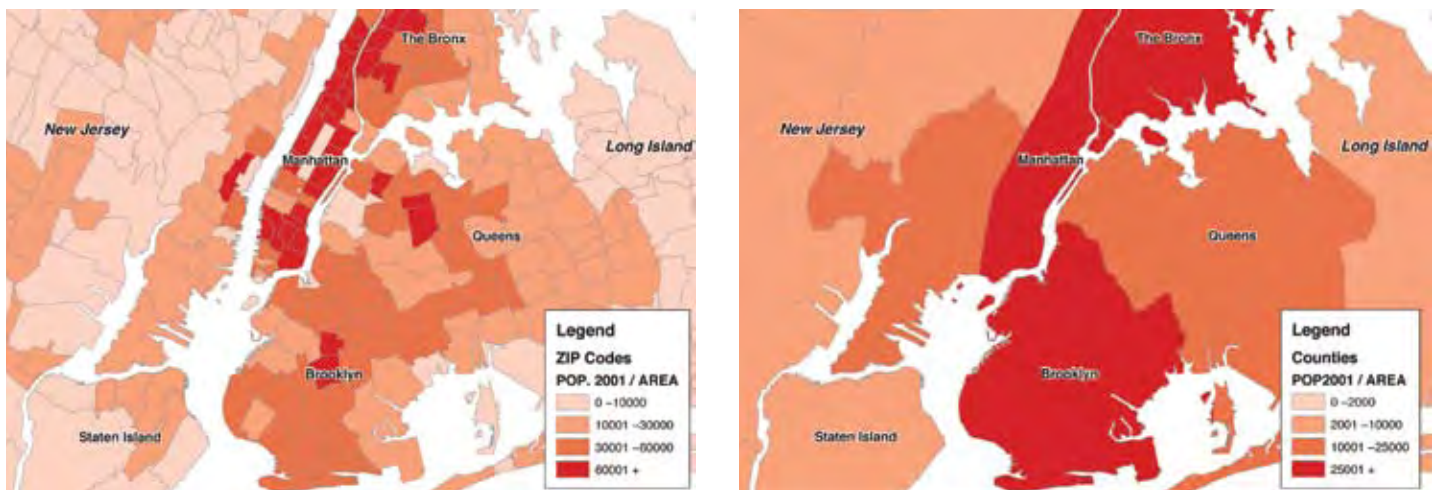 The Bronx
New Jersey
Long Island
Manhattan
Queens
Brooklyn
Staten Island
Legend
ZIP Codes
POP. 2001 / AREA
0 -10000
10001 -30000
30001 -60000
60001 +
The Bronx
New Jersey
Long Island
Manhattan
Queens
Brooklyn
Staten Island
Legend
Counties
POP2001 / AREA
0 -2000
2001 -10000
10001 -25000
25001 +